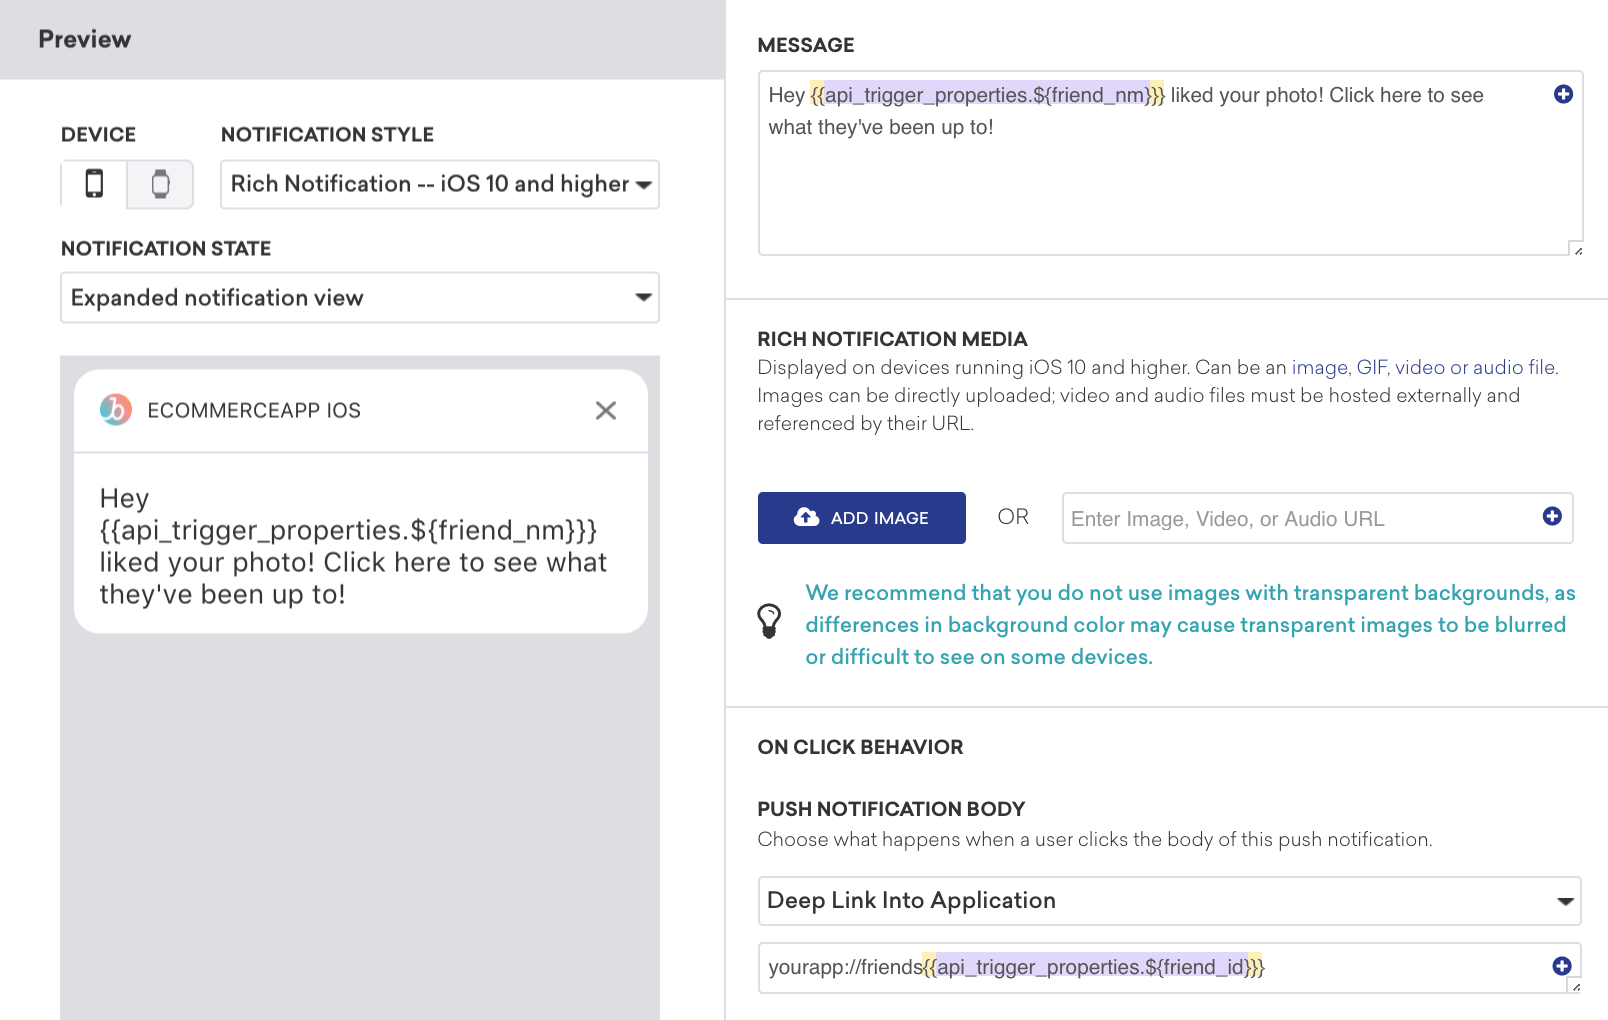 Preview
DEVICE
NOTIFICATION STYLE
Rich Notification -- iOS 10 and higher
NOTIFICATION STATE
Expanded notification view
ECOMMERCEAPP IOS
Hey
{{api_trigger_properties.${friend_nm}}}
liked your photo! Click here to see what
they've been up to!
MESSAGE
Hey {{api_trigger_properties.${friend_nm}}} liked your photo! Click here to see
what they've been up to!
RICH NOTIFICATION MEDIA
Displayed on devices running iOS 10 and higher. Can be an image, GIF, video or audio file.
Images can be directly uploaded; video and audio files must be hosted externally and
referenced by their URL.
ADD IMAGE
OR
Enter Image, Video, or Audio URL
We recommend that you do not use images with transparent backgrounds, as
differences in background color may cause transparent images to be blurred
or difficult to see on some devices.
ON CLICK BEHAVIOR
PUSH NOTIFICATION BODY
Choose what happens when a user clicks the body of this push notification.
Deep Link Into Application
yourapp://friends{{api_trigger_properties.${friend_id}}}